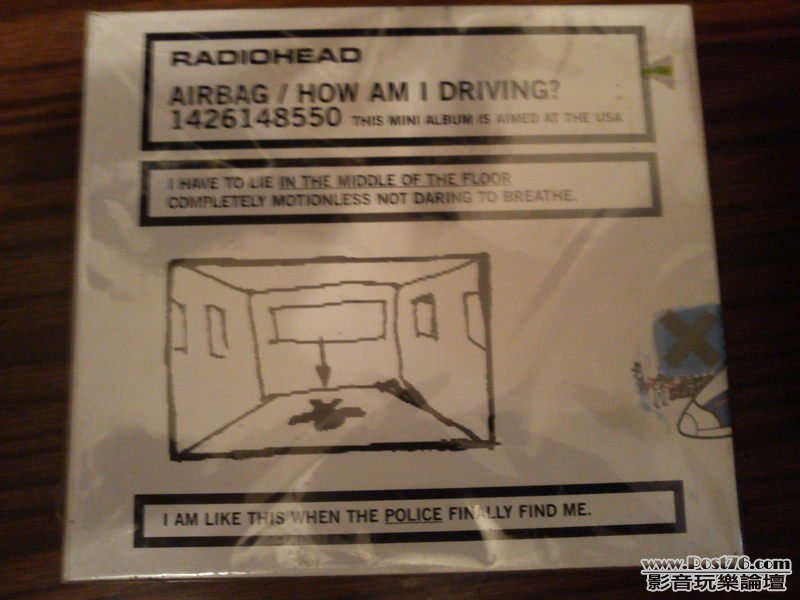 RADIOHEAD
AIRBAG / HOW AM I DRIVING?
1426148550 THIS MINI ALBUM IS AIMED AT THE USA
I HAVE TO LIE IN THE MIDDLE OF THE FLOOR
COMPLETELY MOTIONLESS NOT DARING TO BREATHE.
I AM LIKE THIS WHEN THE POLICE FINALLY FIND ME.
www.Post76.com
影音玩樂論壇